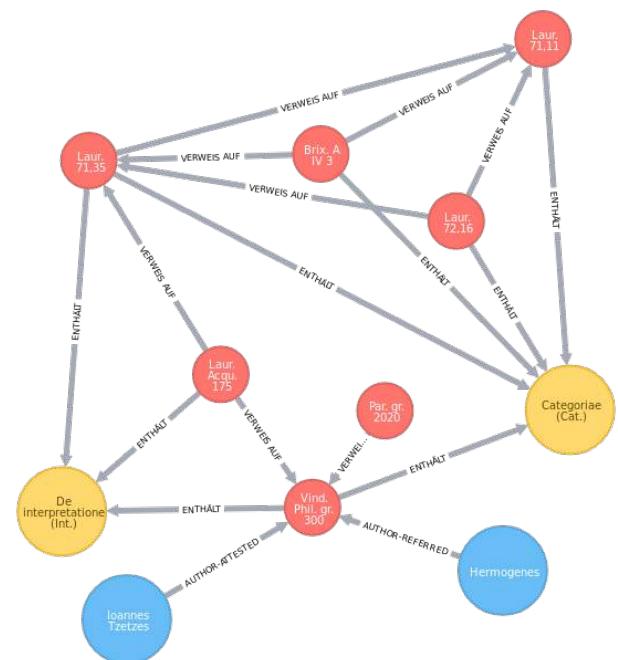 Laur.
71,11
VERWEIS AUF
VERWEIS AUF
Laur.
71,35
VERWEIS AUF
Brix. A
IV 3
VERWEIS AUF
VERWEIS AUF
Laur.
72,16
ENTHÄLT
VERWEIS AUF
ENTHÄLT
ENTHÄLT
ENTHÄLT
ENTHÄLT
Laur.
Acqu.
175
Par. gr.
2020
Categoriae
(Cat.)
ENTHÄLT
VERWEIS AUF
VERWEI...
ENTHÄLT
De
interpretatione
(Int.)
ENTHÄLT
Vind.
Phil. gr.
300
AUTHOR-ATTESTED
AUTHOR-REFERRED
Hermogenes
Ioannes
Tzetzes